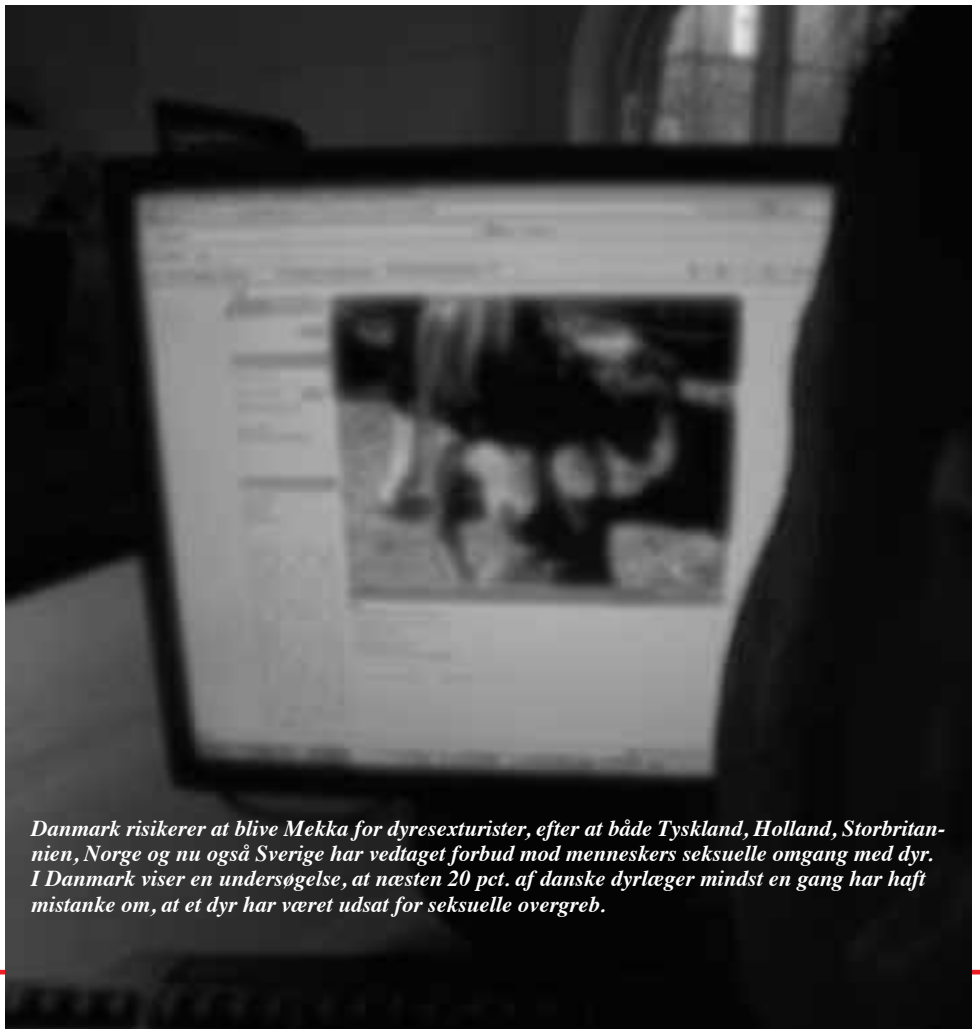 Danmark risikerer at blive Mekka for dyresexturister, efter at både Tyskland, Holland, Storbritan-
nien, Norge og nu også Sverige har vedtaget forbud mod menneskers seksuelle omgang med dyr.
I Danmark viser en undersøgelse, at næsten 20 pct. af danske dyrlæger mindst en gang har haft
mistanke om, at et dyr har været udsat for seksuelle overgreb.